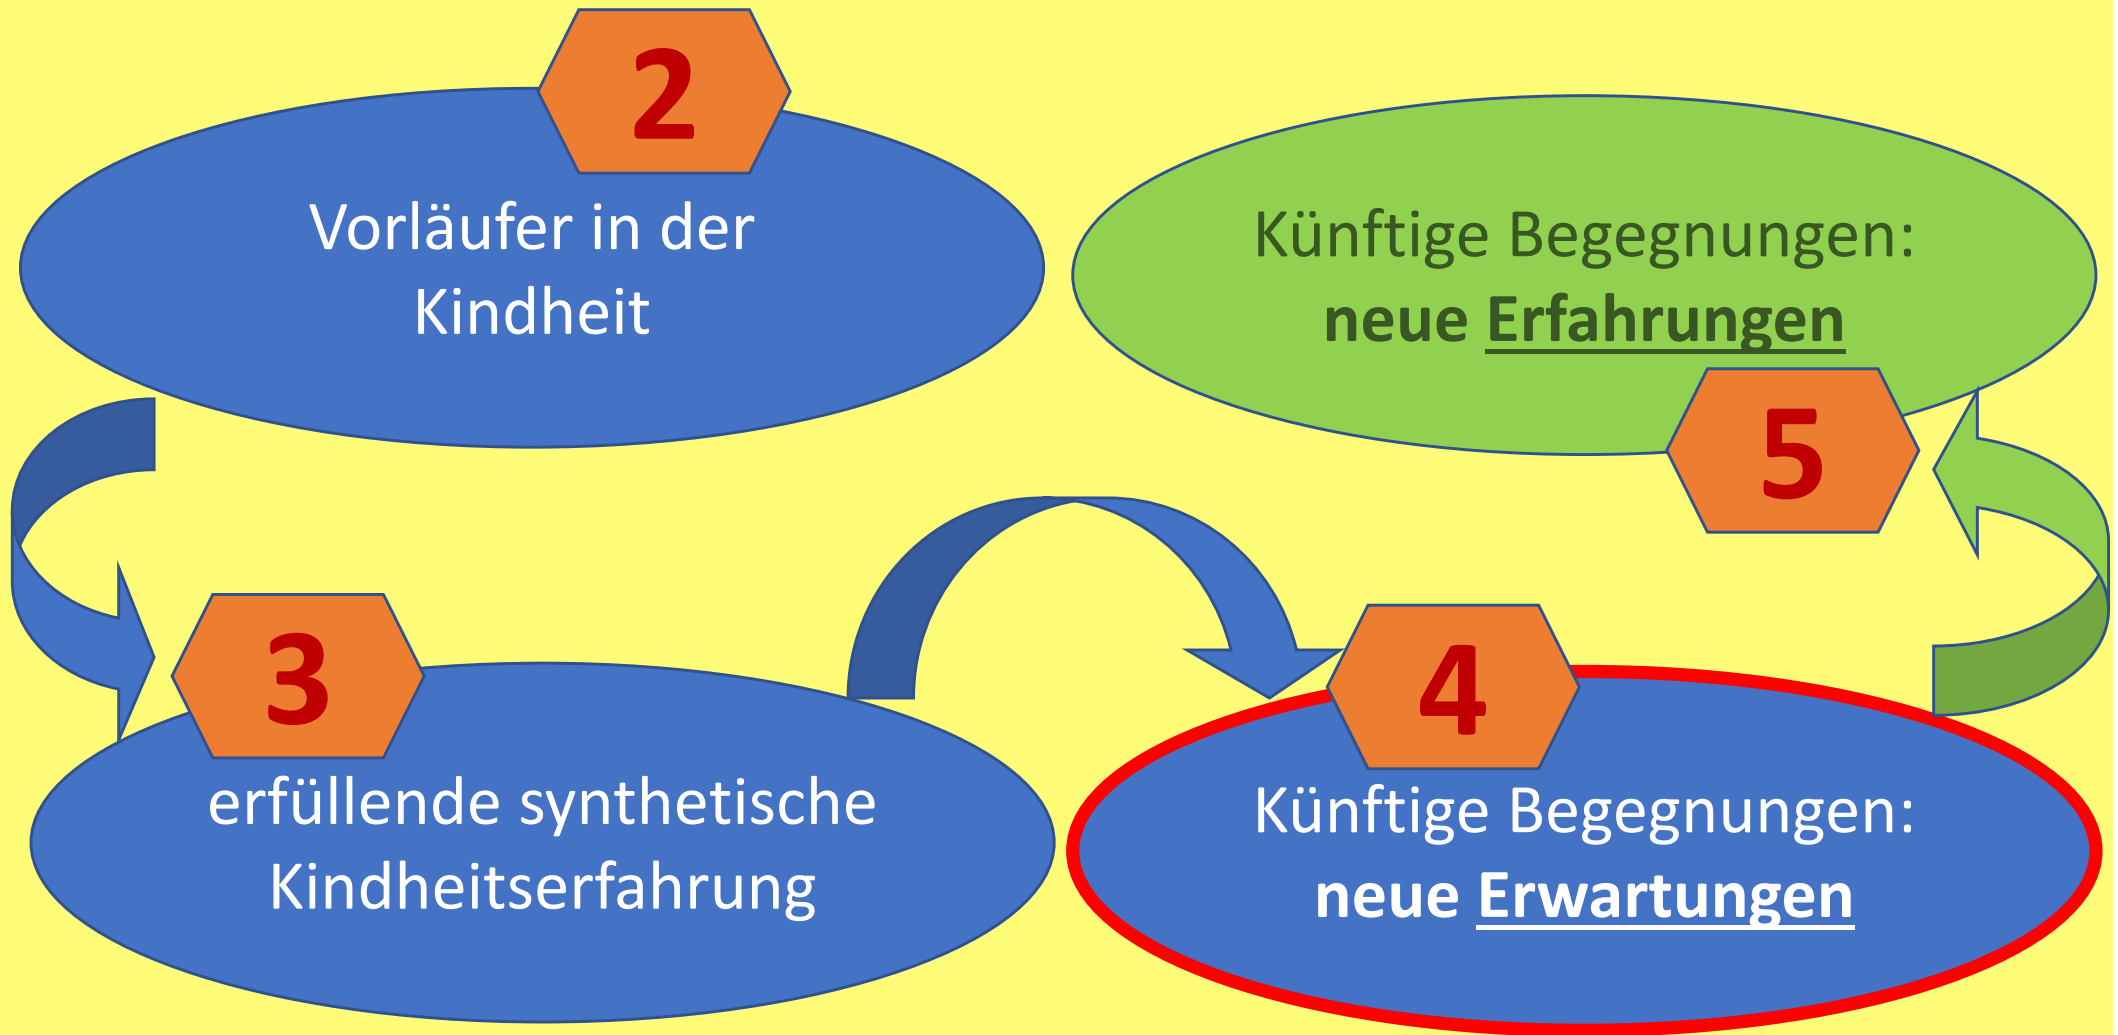 2
Vorläufer in der
Kindheit
3
erfüllende synthetische
Kindheitserfahrung
4
Künftige Begegnungen:
neue Erwartungen
5
Künftige Begegnungen:
neue Erfahrungen